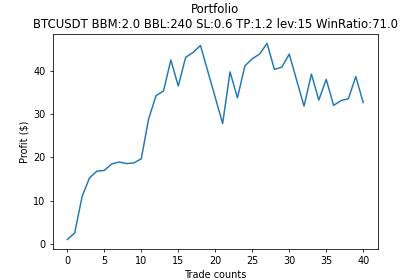 Portfolio
BTCUSDT BBM:2.0 BBL:240 SL:0.6 TP:1.2 lev:15 WinRatio:71.0
Profit ($)
40
30
20
10
0
0 5 10 15 20 25 30 35 40
Trade counts